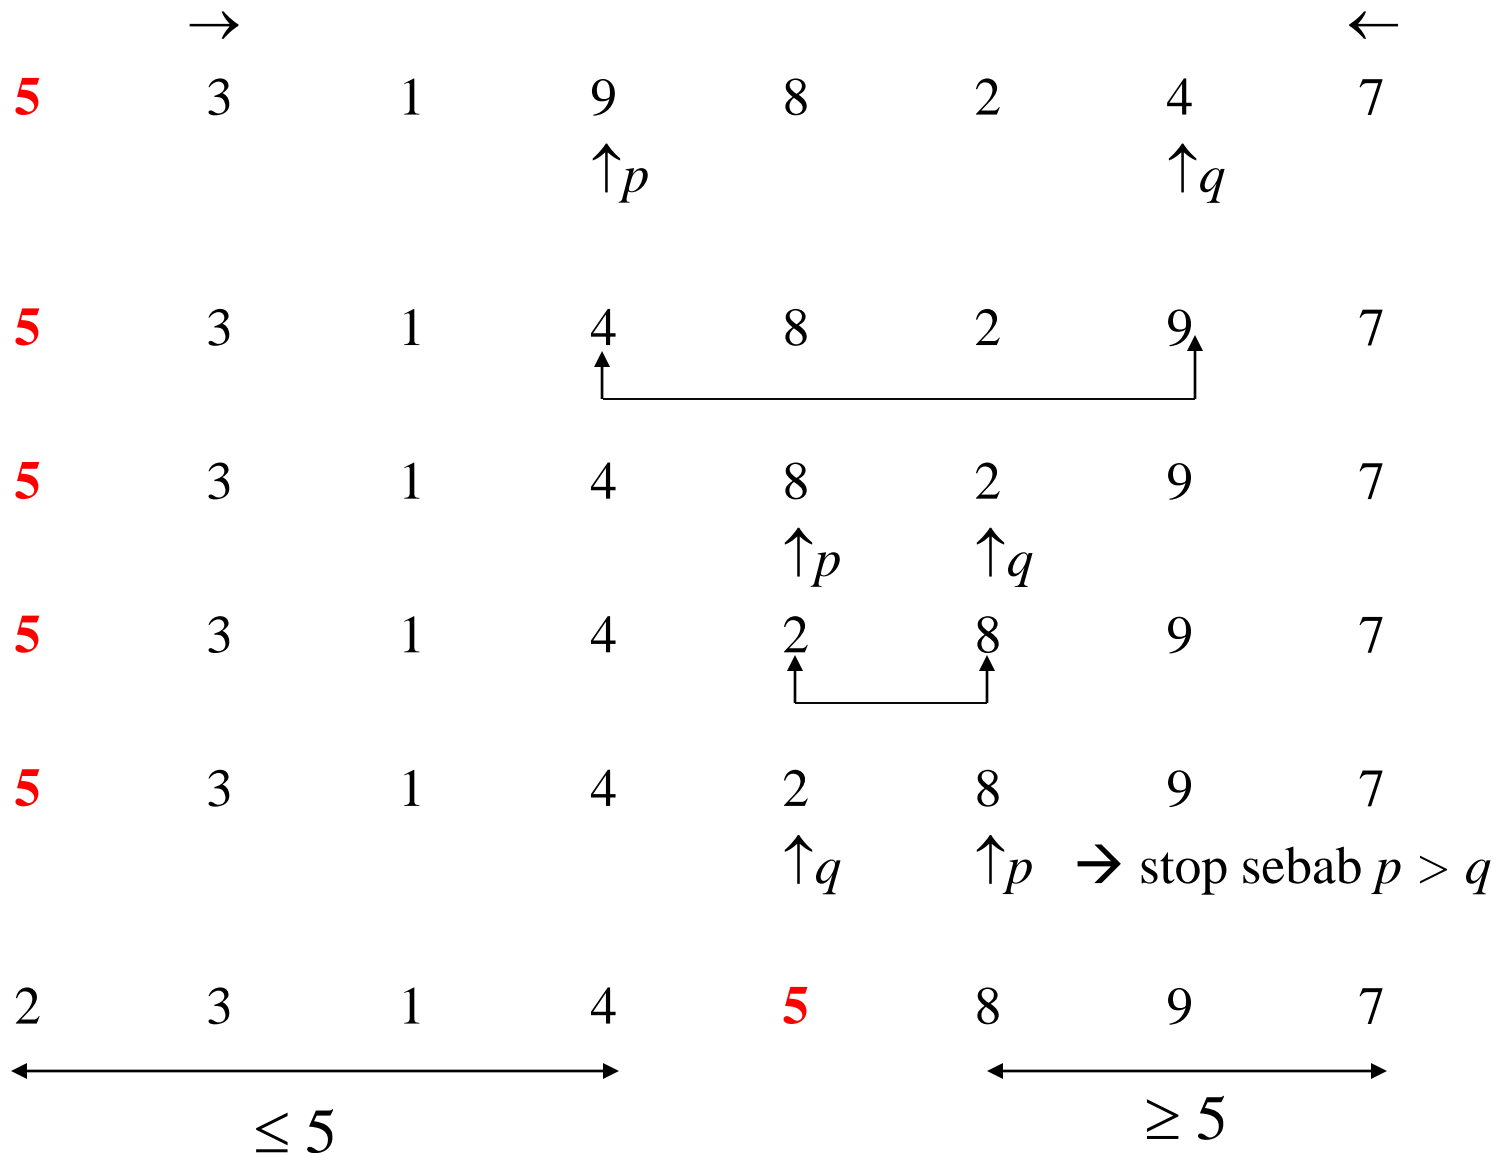 → ←
5 3 1 9 8 2 4 7
↑p ↑q
5 3 1 4 8 2 9 7
5 3 1 4 8 2 9 7
↑p ↑q
5 3 1 4 2 8 9 7
5 3 1 4 2 8 9 7
↑q ↑p → stop sebab p > q
2 3 1 4 5 8 9 7
≤ 5 ≥ 5